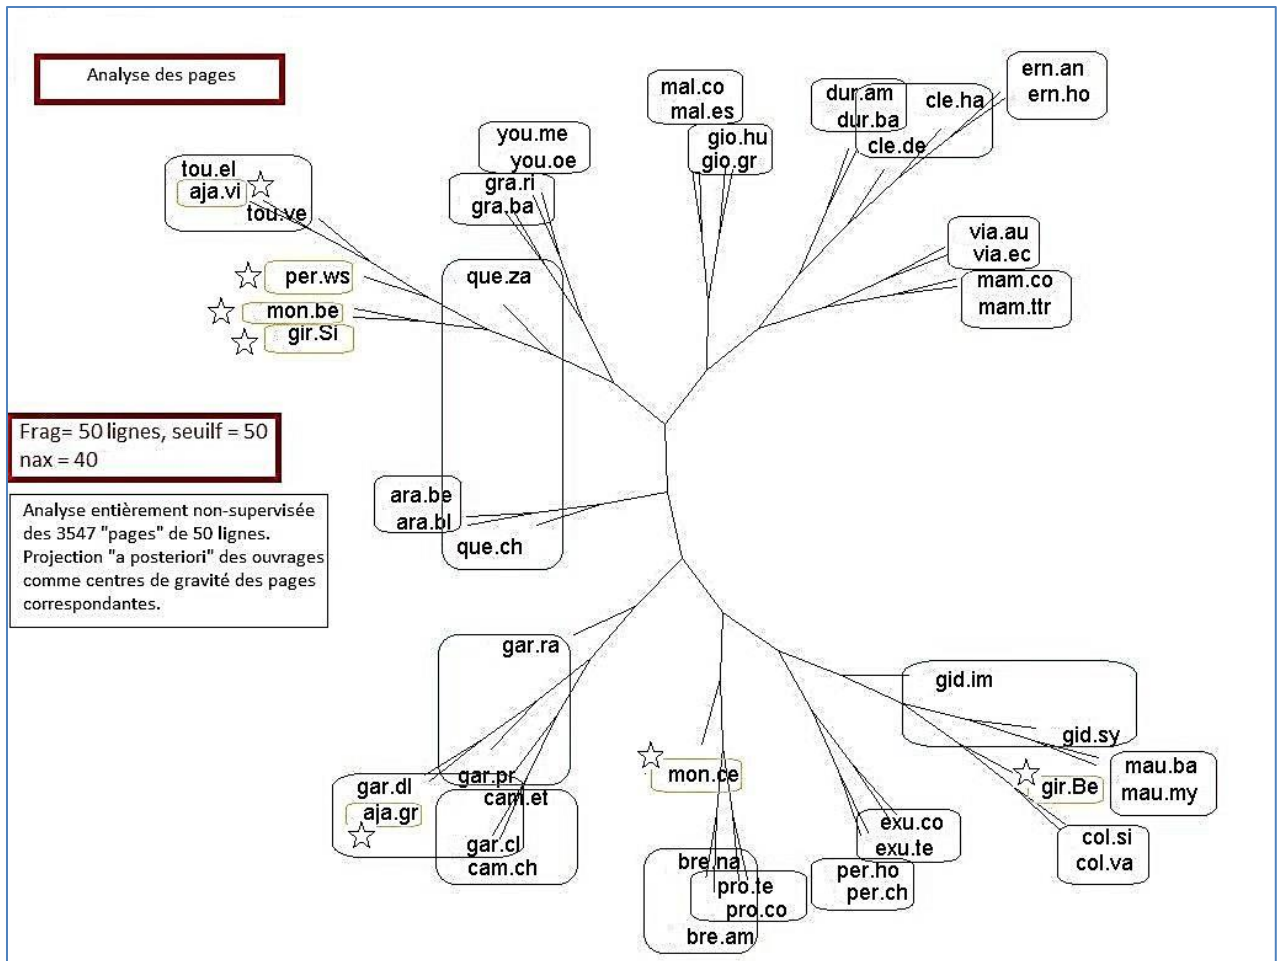 Analyse des pages
ern.an
ern.ho
mal.co
mal.es
dur.am
dur.ba
cle.ha
cle.de
gio.hu
gio.gr
you.me
you.oe
gra.ri
gra.ba
tou.el
aja.vi
tou.ve
via.au
via.ec
mam.co
mam.ttr
per.ws
que.za
mon.be
gir.Si
Frag= 50 lignes, seuilf = 50
nax = 40
ara.be
ara.bl
que.ch
Analyse entièrement non-supervisée
des 3547 "pages" de 50 lignes.
Projection "a posteriori" des ouvrages
comme centres de gravité des pages
correspondantes.
gar.ra
gar.pr
cam.et
gar.dl
aja.gr
gar.cl
cam.ch
mon.ce
bre.na
pro.te
pro.co
bre.am
exu.co
exu.te
per.ho
per.ch
gid.im
gid.sy
gir.Be
mau.ba
mau.my
col.si
col.va